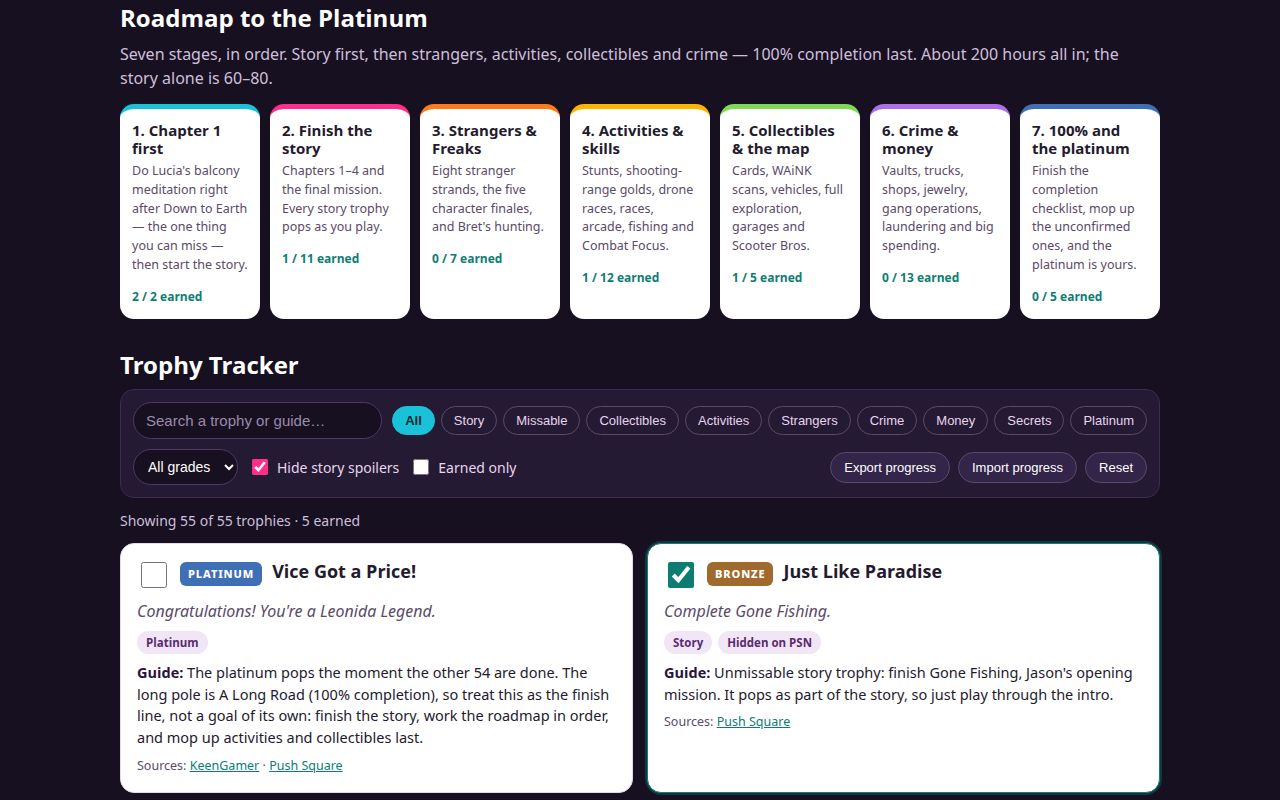 Roadmap to the Platinum
Seven stages, in order. Story first, then strangers, activities, collectibles and crime — 100% completion last. About 200 hours all in; the
story alone is 60–80.
1. Chapter 1
first
Do Lucia's balcony
meditation right
after Down to Earth
— the one thing
you can miss —
then start the story.
2 / 2 earned
2. Finish the
story
Chapters 1–4 and
the final mission.
Every story trophy
pops as you play.
1 / 11 earned
3. Strangers &
Freaks
Eight stranger
strands, the five
character finales,
and Bret's hunting.
0 / 7 earned
4. Activities &
skills
Stunts, shooting-
range golds, drone
races, races,
arcade, fishing and
Combat Focus.
1 / 12 earned
5. Collectibles
& the map
Cards, WAiNK
scans, vehicles, full
exploration,
garages and
Scooter Bros.
1 / 5 earned
6. Crime &
money
Vaults, trucks,
shops, jewelry,
gang operations,
laundering and big
spending.
0 / 13 earned
7. 100% and
the platinum
Finish the
completion
checklist, mop up
the unconfirmed
ones, and the
platinum is yours.
0 / 5 earned
Trophy Tracker
Search a trophy or guide…
All
Story
Missable
Collectibles
Activities
Strangers
Crime
Money
Secrets
Platinum
All grades
Hide story spoilers
Earned only
Export progress
Import progress
Reset
Showing 55 of 55 trophies · 5 earned
PLATINUM
Vice Got a Price!
Congratulations! You're a Leonida Legend.
Platinum
Guide: The platinum pops the moment the other 54 are done. The
long pole is A Long Road (100% completion), so treat this as the finish
line, not a goal of its own: finish the story, work the roadmap in order,
and mop up activities and collectibles last.
Sources: KeenGamer · Push Square
BRONZE
Just Like Paradise
Complete Gone Fishing.
Story
Hidden on PSN
Guide: Unmissable story trophy: finish Gone Fishing, Jason's opening
mission. It pops as part of the story, so just play through the intro.
Sources: Push Square